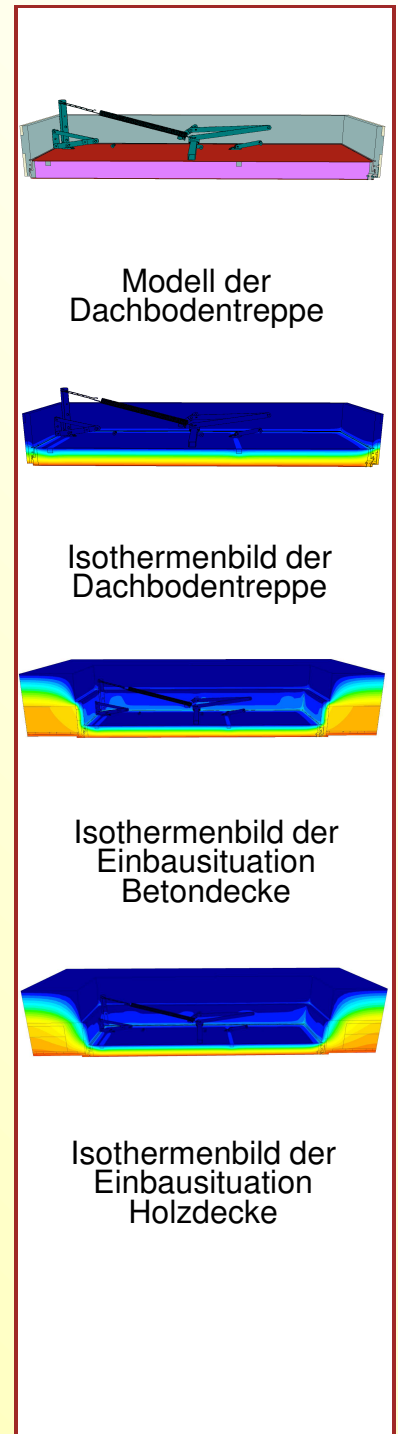 Modell der
Dachbodentreppe
Isothermenbild der
Dachbodentreppe
Isothermenbild der
Einbausituation
Betondecke
Isothermenbild der
Einbausituation
Holzdecke